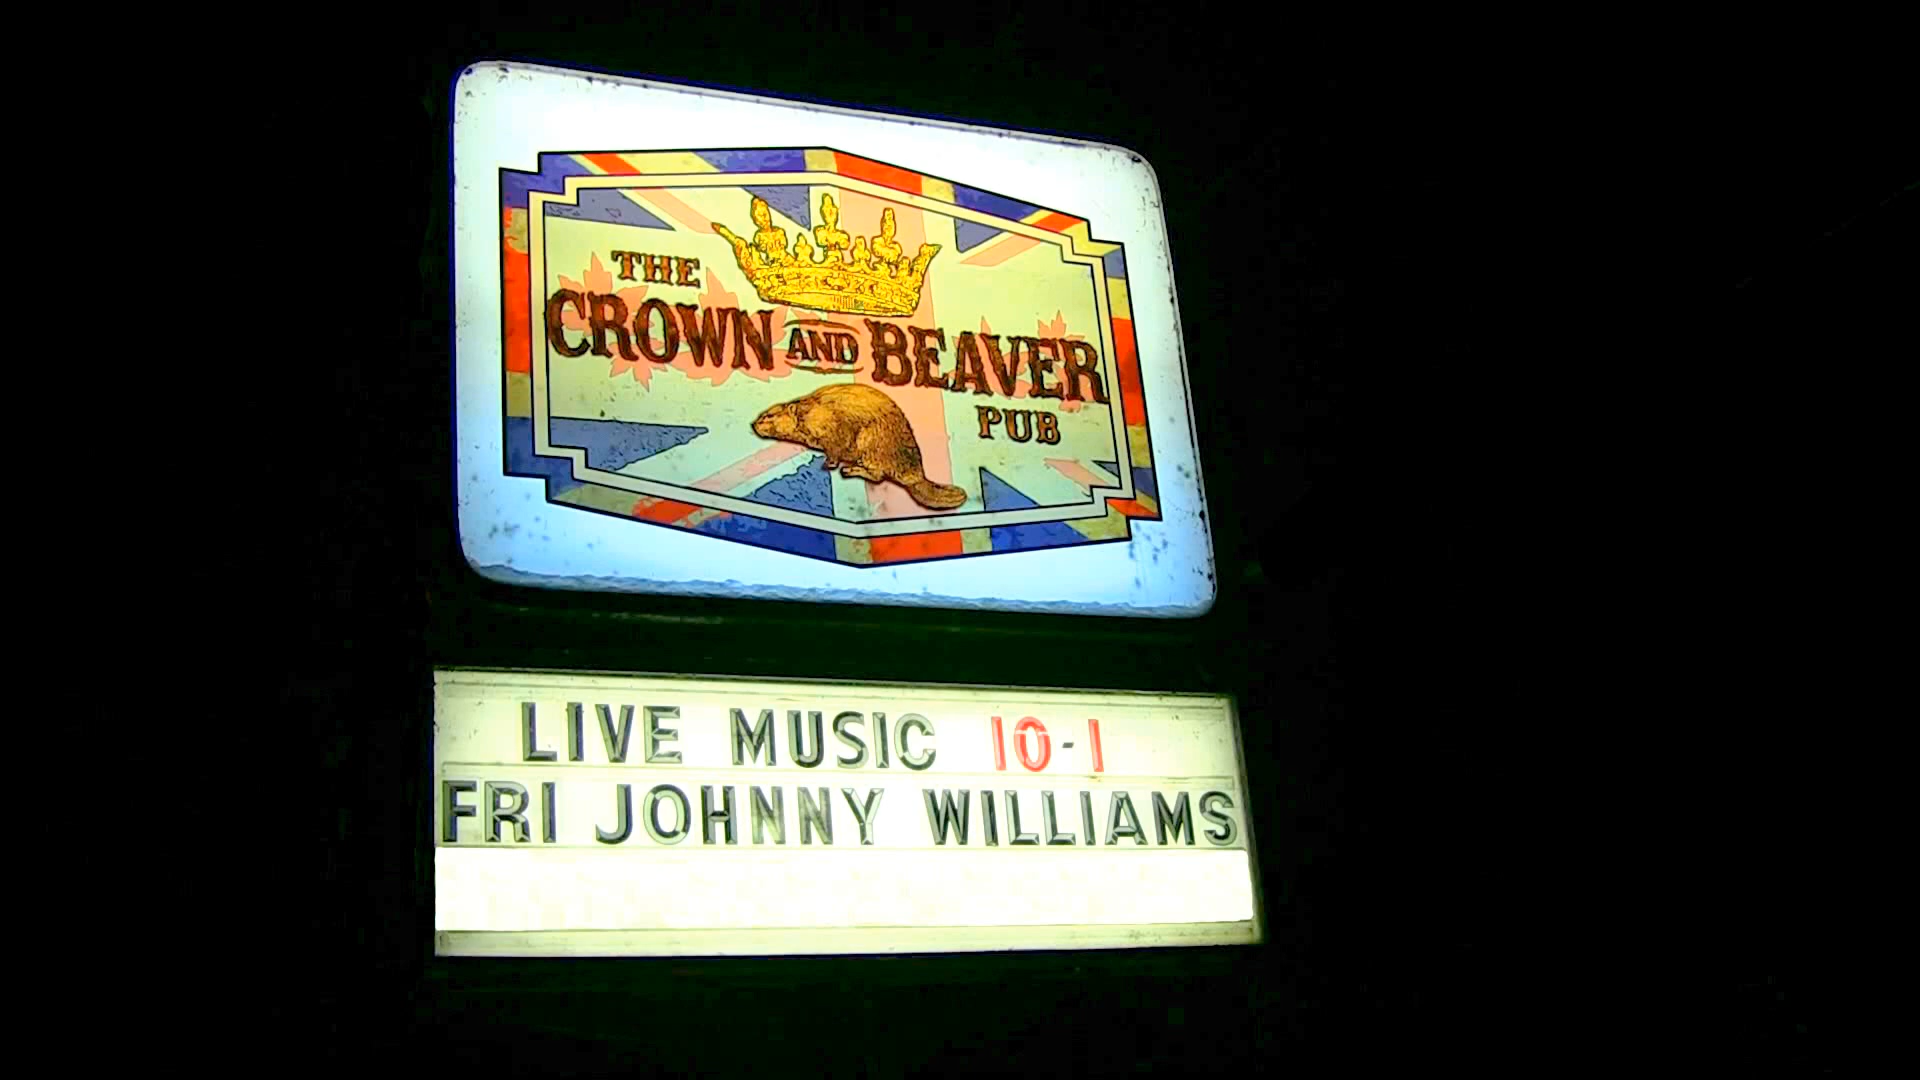 THE
CROWN AND BEAVER
PUB
LIVE MUSIC 10-1
FRI JOHNNY WILLIAMS